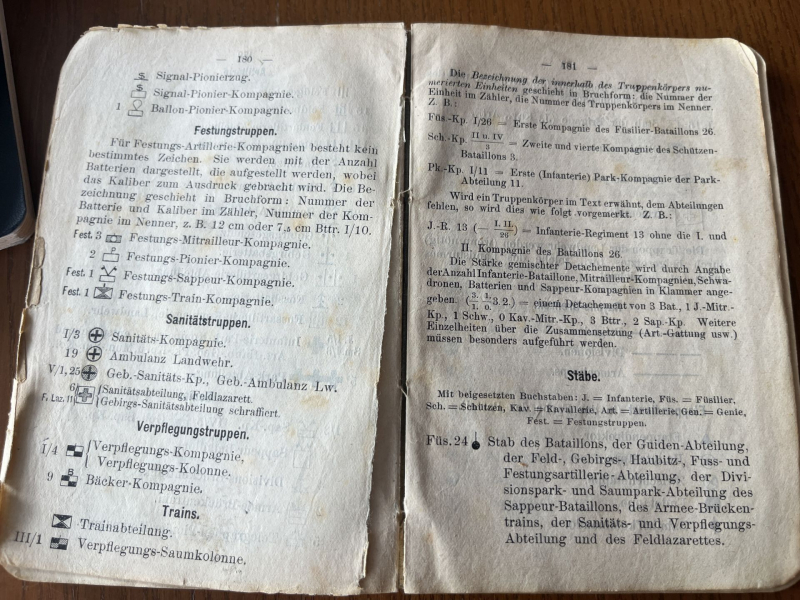 — 180 —
Signal-Pionierzug.
Signal-Pionier-Kompagnie.
1 Ballon-Pionier-Kompagnie.
Festungstruppen.
Für Festungs-Artillerie-Kompagnien besteht kein
bestimmtes Zeichen. Sie werden mit der Anzahl
Batterien dargestellt, die aufgestellt werden, wobei
das Kaliber zum Ausdruck gebracht wird. Die Be-
zeichnung geschieht in Bruchform: Nummer der
Batterie und Kaliber im Zähler, Nummer der Kom-
pagnie im Nenner, z. B. 12 cm oder 7,5 cm Bttr. I/10.
Fest. 3 Festungs-Mitrailleur-Kompagnie.
2 Festungs-Pionier-Kompagnie.
Fest. 1 Festungs-Sappeur-Kompagnie.
Fest. 1 Festungs-Train-Kompagnie.
Sanitätstruppen.
I/3 Sanitäts-Kompagnie.
19 Ambulanz Landwehr.
V/1, 25 Geb.-Sanitäts-Kp., Geb.-Ambulanz Lw.
6 Sanitätsabteilung, Feldlazarett.
F. Laz. 11 Gebirgs-Sanitätsabteilung schraffiert.
Verpflegungstruppen.
1/4 Verpflegungs-Kompagnie,
Verpflegungs-Kolonne.
9 B Bäcker-Kompagnie.
Trains.
Trainabteilung.
III/1 Verpflegungs-Saumkolonne.
— 181 —
Die Bezeichnung der innerhalb des Truppenkörpers nu-
merierten Einheiten geschieht in Bruchform: die Nummer der
Einheit im Zähler, die Nummer des Truppenkörpers im Nenner.
Z. B.:
Füs.-Kp. I/26 = Erste Kompagnie des Füsilier-Bataillons 26.
Sch.-Kp. II u. IV/3 = Zweite und vierte Kompagnie des Schützen-
Bataillons 3.
Pk.-Kp. I/11 = Erste (Infanterie) Park-Kompagnie der Park-
Abteilung 11.
Wird ein Truppenkörper im Text erwähnt, dem Abteilungen
fehlen, so wird dies wie folgt vorgemerkt. Z. B.:
J.-R. 13 (— I. II/26) = Infanterie-Regiment 13 ohne die I. und
II. Kompagnie des Bataillons 26.
Die Stärke gemischter Detachemente wird durch Angabe
der Anzahl Infanterie-Bataillone, Mitrailleur-Kompagnien, Schwa-
dronen, Batterien und Sappeur-Kompagnien in Klammer ange-
geben. (3. 1./1. 0. 3. 2.) = einem Detachement von 3 Bat., 1 J.-Mitr.-
Kp., 1 Schw., 0 Kav.-Mitr.-Kp., 3 Bttr., 2 Sap.-Kp. Weitere
Einzelheiten über die Zusammensetzung (Art.-Gattung usw.)
müssen besonders aufgeführt werden.
Stäbe.
Mit beigesetzten Buchstaben: J. = Infanterie, Füs. = Füsilier,
Sch. = Schützen, Kav. = Kavallerie, Art. = Artillerie, Gen. = Genie,
Fest. = Festungstruppen.
Füs. 24 Stab des Bataillons, der Guiden-Abteilung,
der Feld-, Gebirgs-, Haubitz-, Fuss- und
Festungsartillerie-Abteilung, der Divi-
sionspark- und Saumpark-Abteilung des
Sappeur-Bataillons, des Armee-Brücken-
trains, der Sanitäts- und Verpflegungs-
Abteilung und des Feldlazarettes.